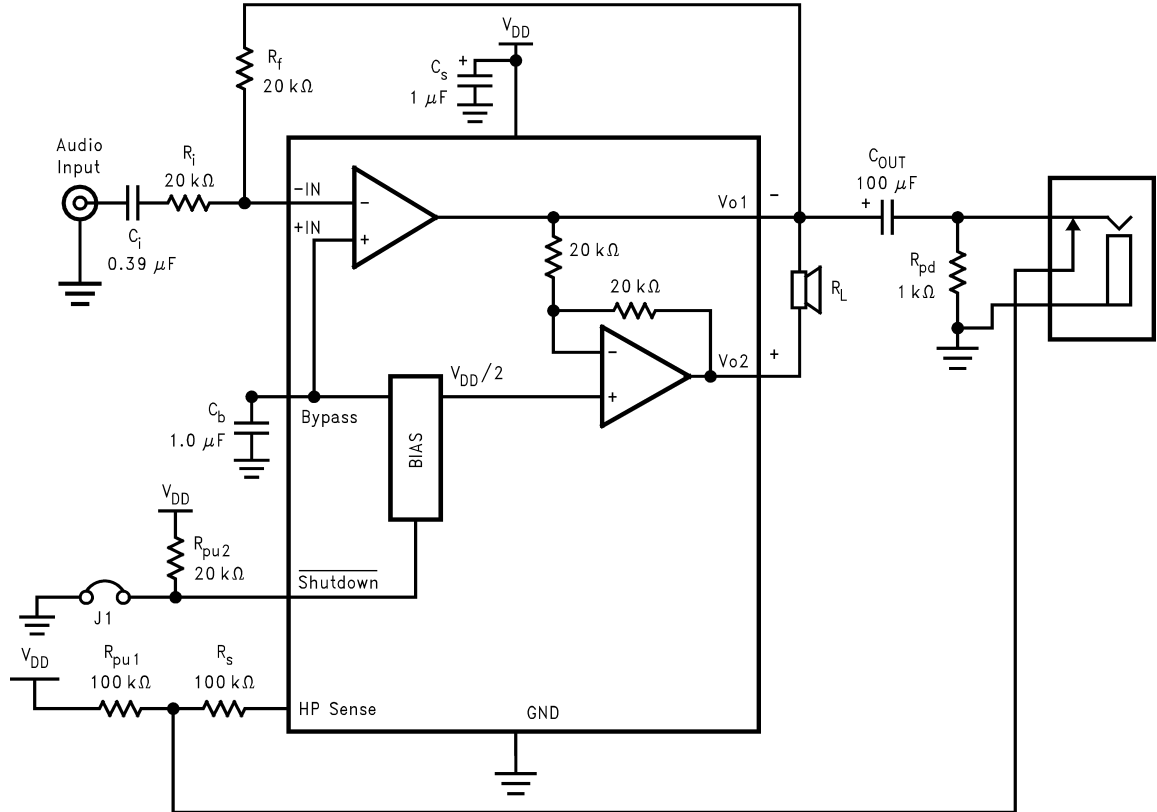 R_f
20 kΩ
V_DD
C_s
+
1 μF
Audio
Input
R_i
20 kΩ
C_i
0.39 μF
-IN
+IN
-
+
20 kΩ
20 kΩ
-
+
Vo1
-
Vo2
+
R_L
C_OUT
100 μF
+
R_pd
1 kΩ
V_DD/2
Bypass
C_b
1.0 μF
BIAS
V_DD
R_pu2
20 kΩ
Shutdown
J1
V_DD
R_pu1
100 kΩ
R_s
100 kΩ
HP Sense
GND